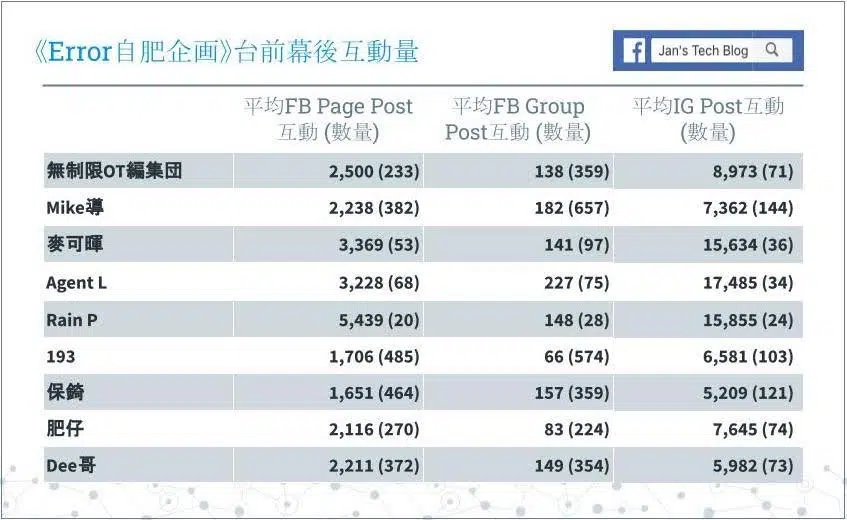 《Error自肥企画》台前幕後互動量
Jan's Tech Blog
平均FB Page Post 平均FB Group 平均IG Post互動
互動 (數量) Post互動 (數量) (數量)
無制限OT編集団 2,500 (233) 138 (359) 8,973 (71)
Mike導 2,238 (382) 182 (657) 7,362 (144)
麥可暉 3,369 (53) 141 (97) 15,634 (36)
Agent L 3,228 (68) 227 (75) 17,485 (34)
Rain P 5,439 (20) 148 (28) 15,855 (24)
193 1,706 (485) 66 (574) 6,581 (103)
保錡 1,651 (464) 157 (359) 5,209 (121)
肥仔 2,116 (270) 83 (224) 7,645 (74)
Dee哥 2,211 (372) 149 (354) 5,982 (73)